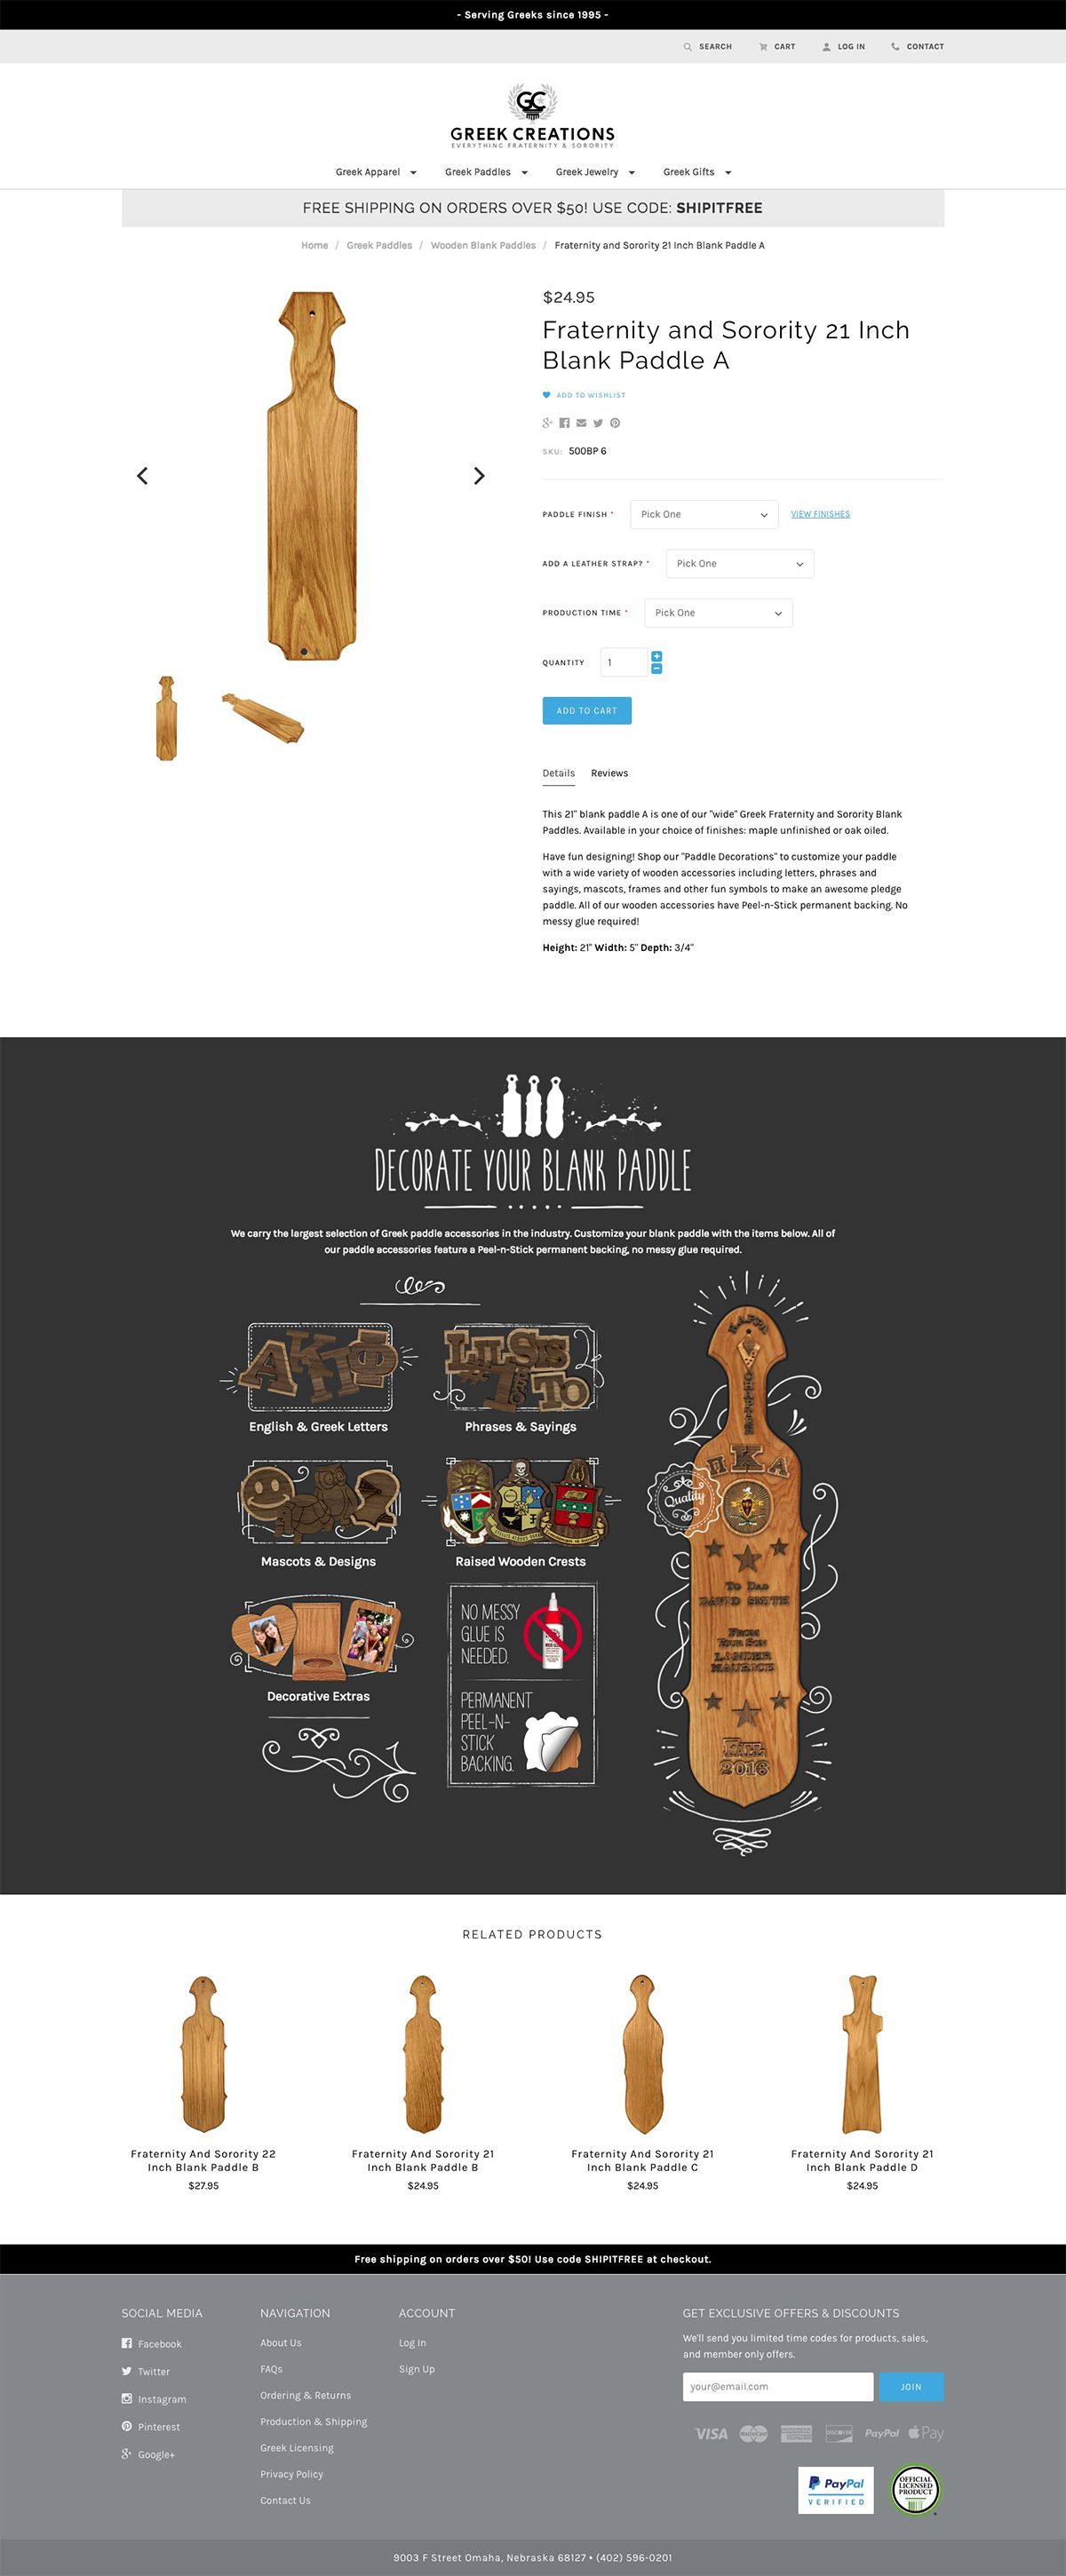 - Serving Greeks since 1995 -
SEARCH CART LOG IN CONTACT
GC
GREEK CREATIONS
EVERYTHING FRATERNITY & SORORITY
Greek Apparel Greek Paddles Greek Jewelry Greek Gifts
FREE SHIPPING ON ORDERS OVER $50! USE CODE: SHIPITFREE
Home / Greek Paddles / Wooden Blank Paddles / Fraternity and Sorority 21 Inch Blank Paddle A
$24.95
Fraternity and Sorority 21 Inch
Blank Paddle A
ADD TO WISHLIST
SKU: 500BP 6
PADDLE FINISH * Pick One VIEW FINISHES
ADD A LEATHER STRAP? * Pick One
PRODUCTION TIME * Pick One
QUANTITY 1
ADD TO CART
Details Reviews
This 21" blank paddle A is one of our "wide" Greek Fraternity and Sorority Blank
Paddles. Available in your choice of finishes: maple unfinished or oak oiled.
Have fun designing! Shop our "Paddle Decorations" to customize your paddle
with a wide variety of wooden accessories including letters, phrases and
sayings, mascots, frames and other fun symbols to make an awesome pledge
paddle. All of our wooden accessories have Peel-n-Stick permanent backing. No
messy glue required!
Height: 21" Width: 5" Depth: 3/4"
DECORATE YOUR BLANK PADDLE
We carry the largest selection of Greek paddle accessories in the industry. Customize your blank paddle with the items below. All of
our paddle accessories feature a Peel-n-Stick permanent backing, no messy glue required.
ΑΚΦ
English & Greek Letters
LIL SIS
#1
TO
Phrases & Sayings
Mascots & Designs
Raised Wooden Crests
Decorative Extras
NO MESSY
GLUE IS
NEEDED.
PERMANENT
PEEL-N-
STICK
BACKING.
KAPPA
CHAPTER
ΠΚΑ
Quality
To Dad
DAVID SMITH
From
Your Son
LANDER
MAURICE
FALL
2016
RELATED PRODUCTS
Fraternity And Sorority 22
Inch Blank Paddle B
$27.95
Fraternity And Sorority 21
Inch Blank Paddle B
$24.95
Fraternity And Sorority 21
Inch Blank Paddle C
$24.95
Fraternity And Sorority 21
Inch Blank Paddle D
$24.95
Free shipping on orders over $50! Use code SHIPITFREE at checkout.
SOCIAL MEDIA
Facebook
Twitter
Instagram
Pinterest
Google+
NAVIGATION
About Us
FAQs
Ordering & Returns
Production & Shipping
Greek Licensing
Privacy Policy
Contact Us
ACCOUNT
Log In
Sign Up
GET EXCLUSIVE OFFERS & DISCOUNTS
We'll send you limited time codes for products, sales,
and member only offers.
your@email.com JOIN
VISA MasterCard AMERICAN EXPRESS DISCOVER PayPal Pay
PayPal
VERIFIED
OFFICIAL
LICENSED
PRODUCT
9003 F Street Omaha, Nebraska 68127 • (402) 596-0201